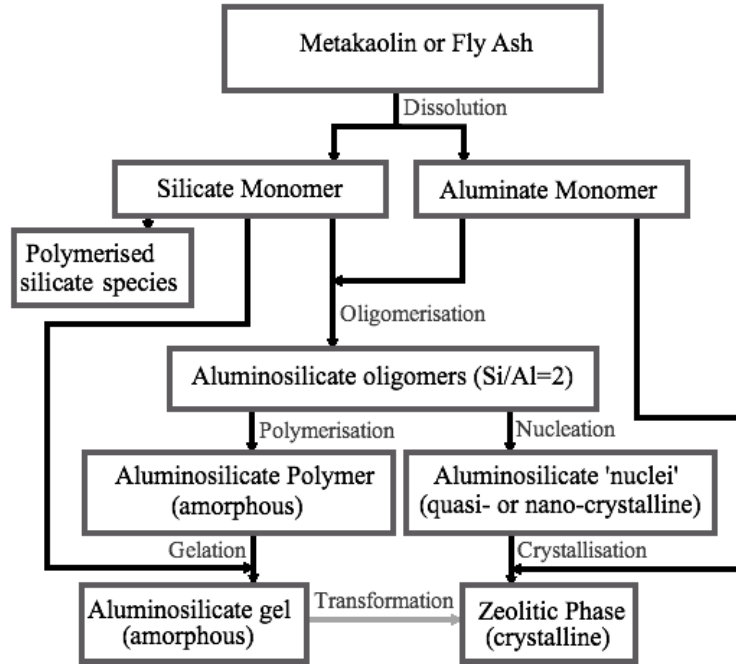 Metakaolin or Fly Ash
Dissolution
Silicate Monomer
Aluminate Monomer
Polymerised
silicate species
Oligomerisation
Aluminosilicate oligomers (Si/Al=2)
Polymerisation
Nucleation
Aluminosilicate Polymer
(amorphous)
Aluminosilicate 'nuclei'
(quasi- or nano-crystalline)
Gelation
Crystallisation
Aluminosilicate gel
(amorphous)
Transformation
Zeolitic Phase
(crystalline)